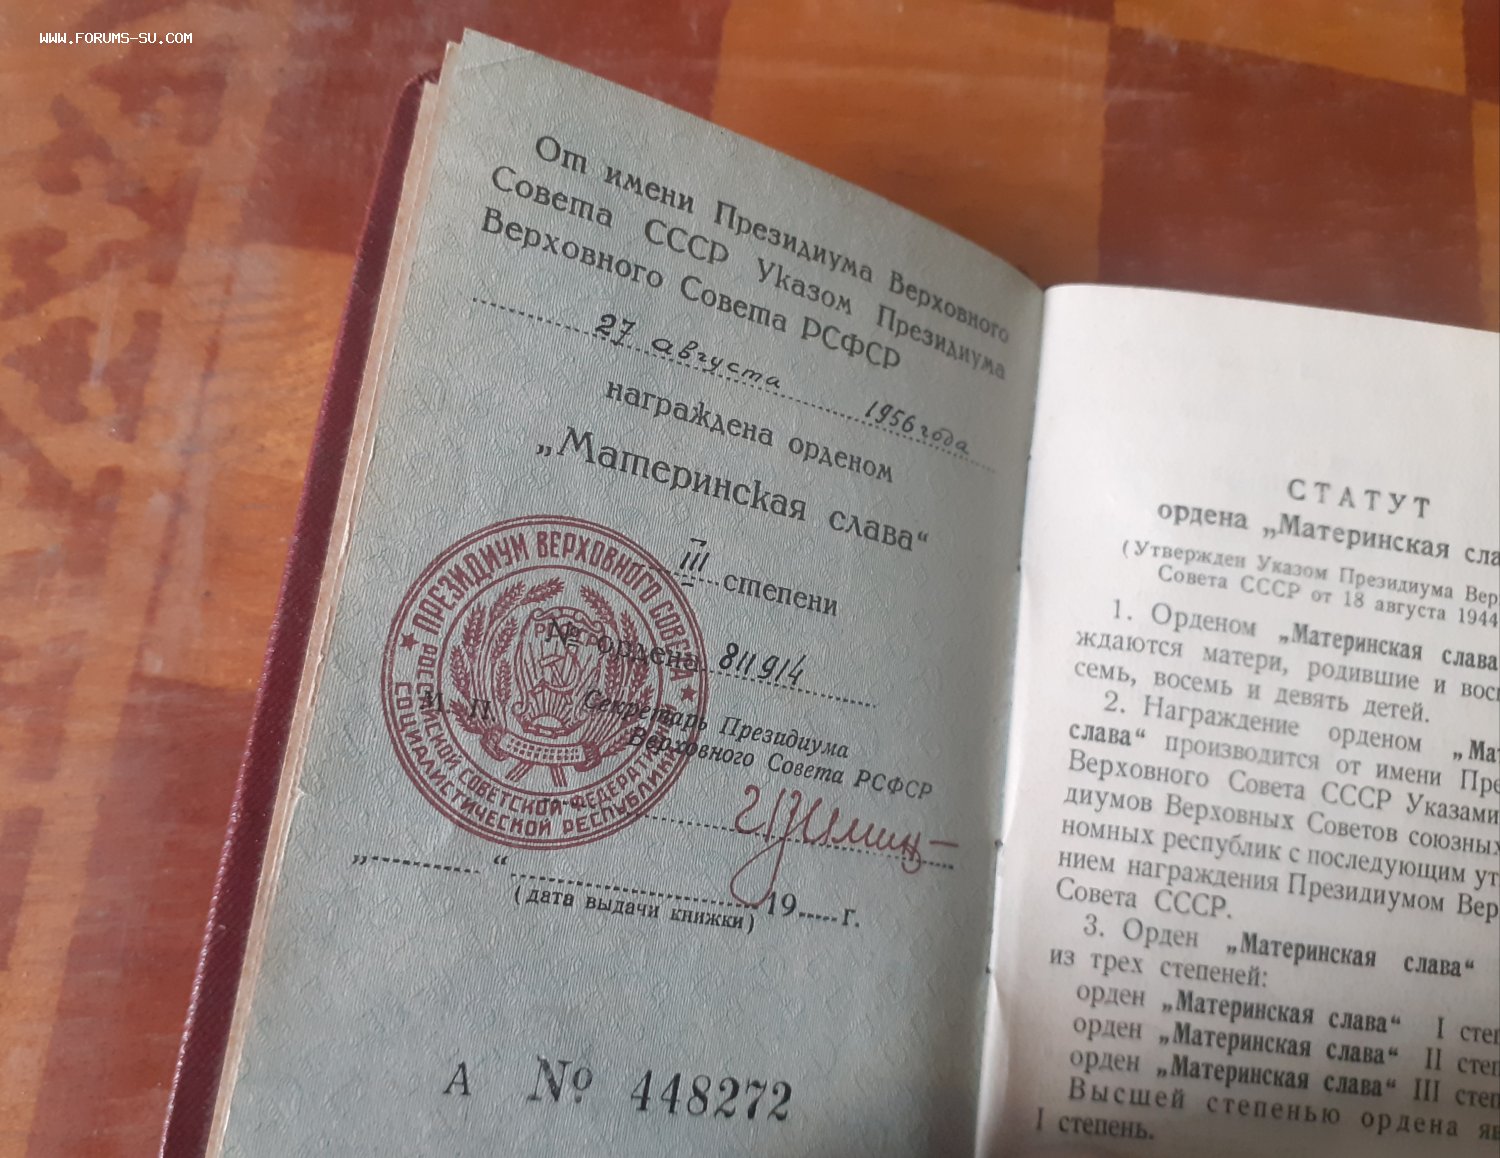 WWW.FORUMS-SU.COM
От имени Президиума Верховного
Совета СССР Указом Президиума
Верховного Совета РСФСР
27 августа 1956 года
награждена орденом
„Материнская слава“
III степени
№ ордена 811914
М. П.
Секретарь Президиума
Верховного Совета РСФСР
„ “ 19 г.
(дата выдачи книжки)
А № 448272
ПРЕЗИДИУМ ВЕРХОВНОГО СОВЕТА
РОССИЙСКОЙ СОВЕТСКОЙ ФЕДЕРАТИВНОЙ
СОЦИАЛИСТИЧЕСКОЙ РЕСПУБЛИКИ
СТАТУТ
ордена „Материнская сла
(Утвержден Указом Президиума Вер
Совета СССР от 18 августа 1944
1. Орденом „Материнская слава
ждаются матери, родившие и вос
семь, восемь и девять детей.
2. Награждение орденом „Мат
слава“ производится от имени Пре
Верховного Совета СССР Указами
диумов Верховных Советов союзных
номных республик с последующим ут
нием награждения Президиумом Вер
Совета СССР.
3. Орден „Материнская слава“
из трех степеней:
орден „Материнская слава“ I степ
орден „Материнская слава“ II степ
орден „Материнская слава“ III степ
Высшей степенью ордена яв
I степень.